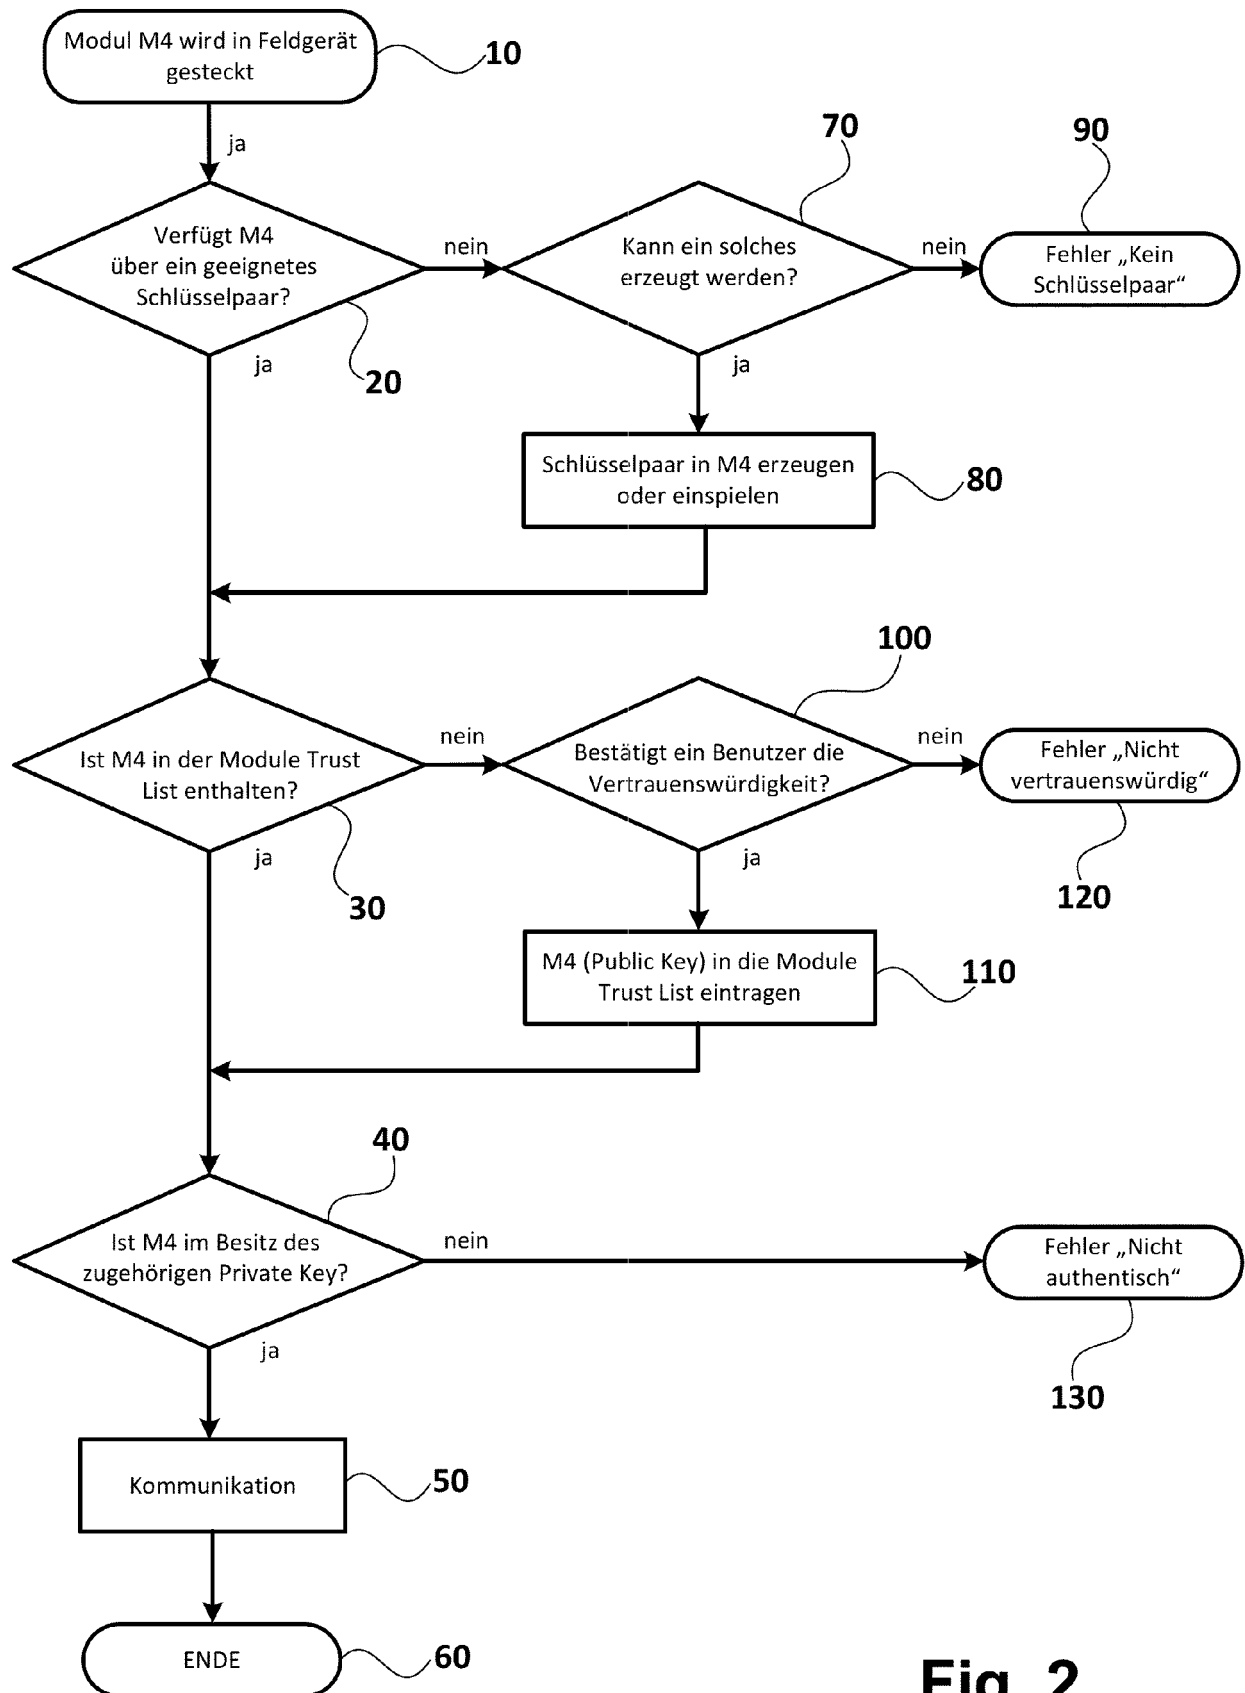 Modul M4 wird in Feldgerät
gesteckt
10
ja
70
90
Verfügt M4
über ein geeignetes
Schlüsselpaar?
nein
Kann ein solches
erzeugt werden?
nein
Fehler „Kein
Schlüsselpaar“
ja
20
ja
Schlüsselpaar in M4 erzeugen
oder einspielen
80
100
Ist M4 in der Module Trust
List enthalten?
nein
Bestätigt ein Benutzer die
Vertrauenswürdigkeit?
nein
Fehler „Nicht
vertrauenswürdig“
ja
30
ja
120
M4 (Public Key) in die Module
Trust List eintragen
110
40
Ist M4 im Besitz des
zugehörigen Private Key?
nein
Fehler „Nicht
authentisch“
ja
130
Kommunikation
50
ENDE
60
Fig. 2